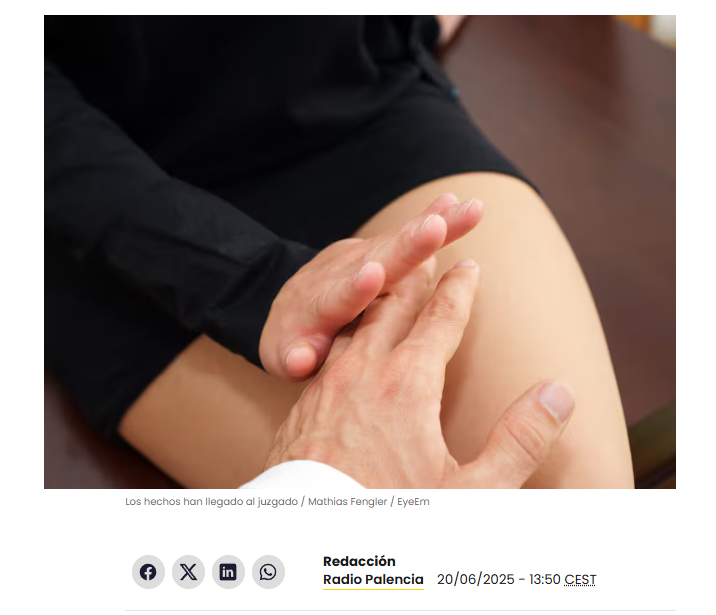 Los hechos han llegado al juzgado / Mathias Fengler / EyeEm
Redacción
Radio Palencia 20/06/2025 - 13:50 CEST